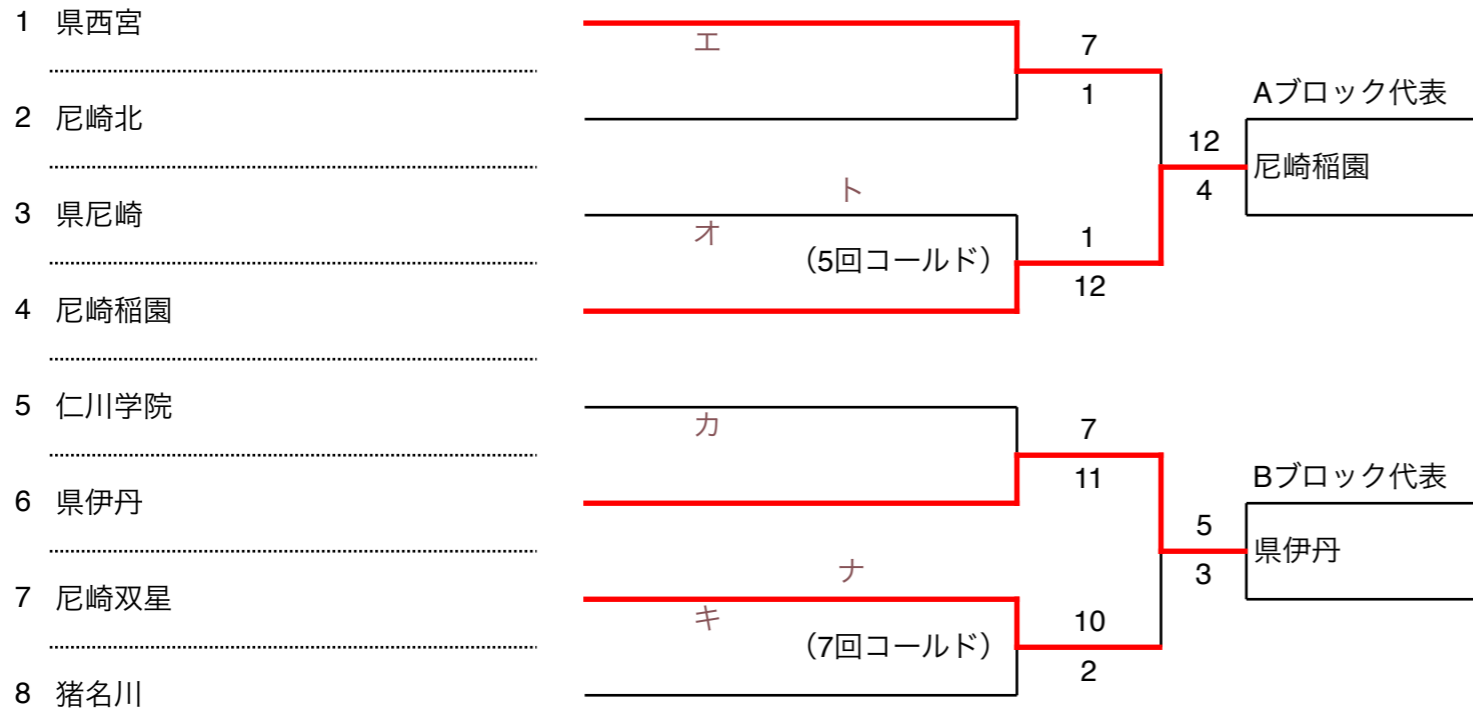 1 県西宮
エ
7
1
2 尼崎北
Aブロック代表
12
4
尼崎稲園
ト
3 県尼崎
オ
(5回コールド)
1
12
4 尼崎稲園
5 仁川学院
カ
7
11
6 県伊丹
Bブロック代表
5
3
県伊丹
ナ
7 尼崎双星
キ
(7回コールド)
10
2
8 猪名川